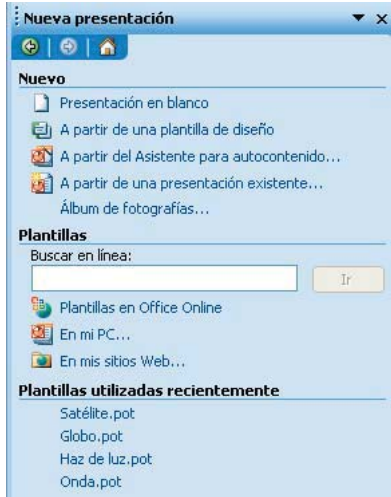 Nueva presentación
Nuevo
Presentación en blanco
A partir de una plantilla de diseño
A partir del Asistente para autocontenido...
A partir de una presentación existente...
Álbum de fotografías...
Plantillas
Buscar en línea:
Ir
Plantillas en Office Online
En mi PC...
En mis sitios Web...
Plantillas utilizadas recientemente
Satélite.pot
Globo.pot
Haz de luz.pot
Onda.pot